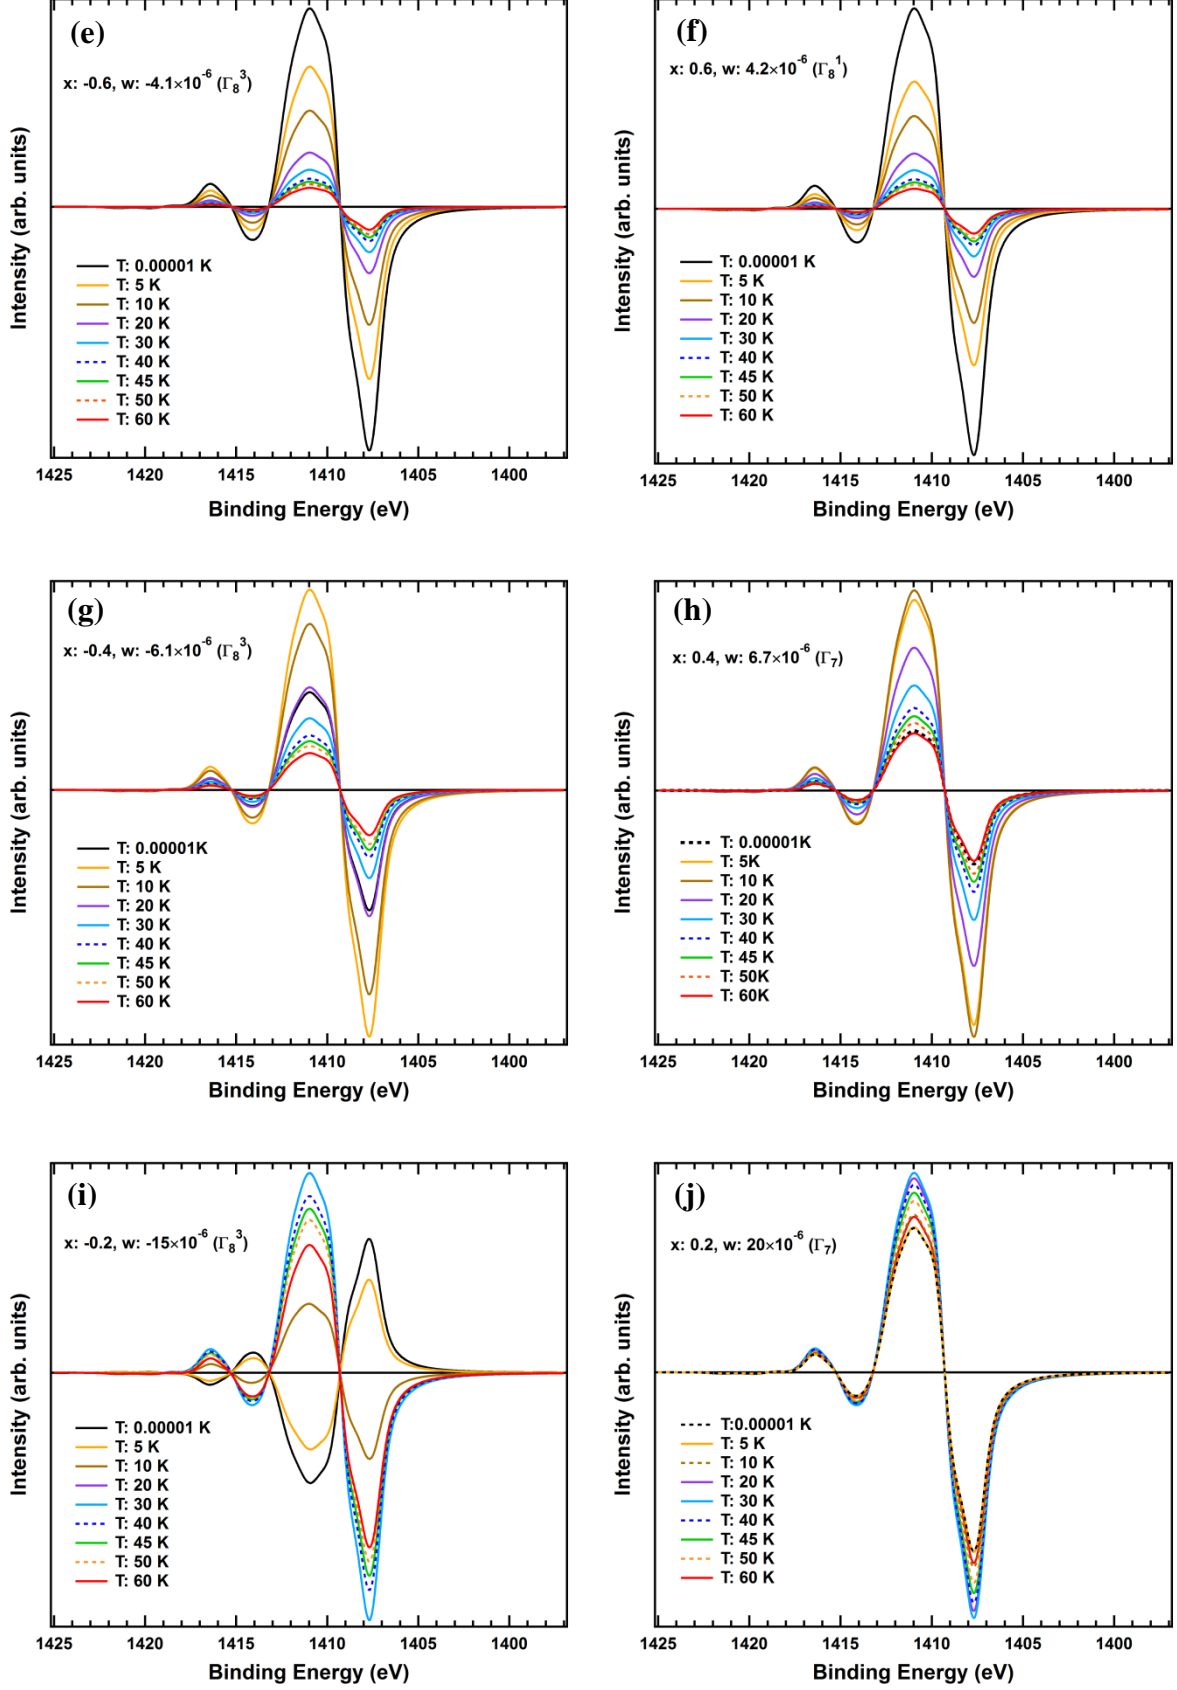 (e)
x: -0.6, w: -4.1×10⁻⁶ (Γ₈³)
Intensity (arb. units)
T: 0.00001 K
T: 5 K
T: 10 K
T: 20 K
T: 30 K
T: 40 K
T: 45 K
T: 50 K
T: 60 K
1425 1420 1415 1410 1405 1400
Binding Energy (eV)
(f)
x: 0.6, w: 4.2×10⁻⁶ (Γ₈¹)
Intensity (arb. units)
T: 0.00001 K
T: 5 K
T: 10 K
T: 20 K
T: 30 K
T: 40 K
T: 45 K
T: 50 K
T: 60 K
1425 1420 1415 1410 1405 1400
Binding Energy (eV)
(g)
x: -0.4, w: -6.1×10⁻⁶ (Γ₈³)
Intensity (arb. units)
T: 0.00001K
T: 5 K
T: 10 K
T: 20 K
T: 30 K
T: 40 K
T: 45 K
T: 50 K
T: 60 K
1425 1420 1415 1410 1405 1400
Binding Energy (eV)
(h)
x: 0.4, w: 6.7×10⁻⁶ (Γ₇)
Intensity (arb. units)
T: 0.00001K
T: 5K
T: 10 K
T: 20 K
T: 30 K
T: 40 K
T: 45 K
T: 50K
T: 60K
1425 1420 1415 1410 1405 1400
Binding Energy (eV)
(i)
x: -0.2, w: -15×10⁻⁶ (Γ₈³)
Intensity (arb. units)
T: 0.00001 K
T: 5 K
T: 10 K
T: 20 K
T: 30 K
T: 40 K
T: 45 K
T: 50 K
T: 60 K
1425 1420 1415 1410 1405 1400
Binding Energy (eV)
(j)
x: 0.2, w: 20×10⁻⁶ (Γ₇)
Intensity (arb. units)
T:0.00001 K
T: 5 K
T: 10 K
T: 20 K
T: 30 K
T: 40 K
T: 45 K
T: 50 K
T: 60 K
1425 1420 1415 1410 1405 1400
Binding Energy (eV)